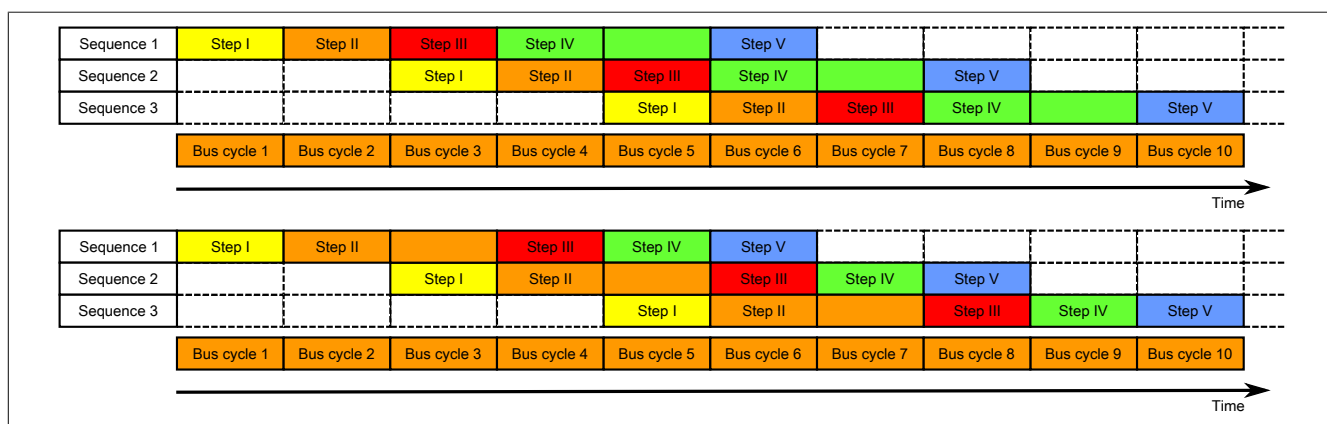 Sequence 1 Step I Step II Step III Step IV Step V
Sequence 2 Step I Step II Step III Step IV Step V
Sequence 3 Step I Step II Step III Step IV Step V
Bus cycle 1 Bus cycle 2 Bus cycle 3 Bus cycle 4 Bus cycle 5 Bus cycle 6 Bus cycle 7 Bus cycle 8 Bus cycle 9 Bus cycle 10
Time
Sequence 1 Step I Step II Step III Step IV Step V
Sequence 2 Step I Step II Step III Step IV Step V
Sequence 3 Step I Step II Step III Step IV Step V
Bus cycle 1 Bus cycle 2 Bus cycle 3 Bus cycle 4 Bus cycle 5 Bus cycle 6 Bus cycle 7 Bus cycle 8 Bus cycle 9 Bus cycle 10
Time